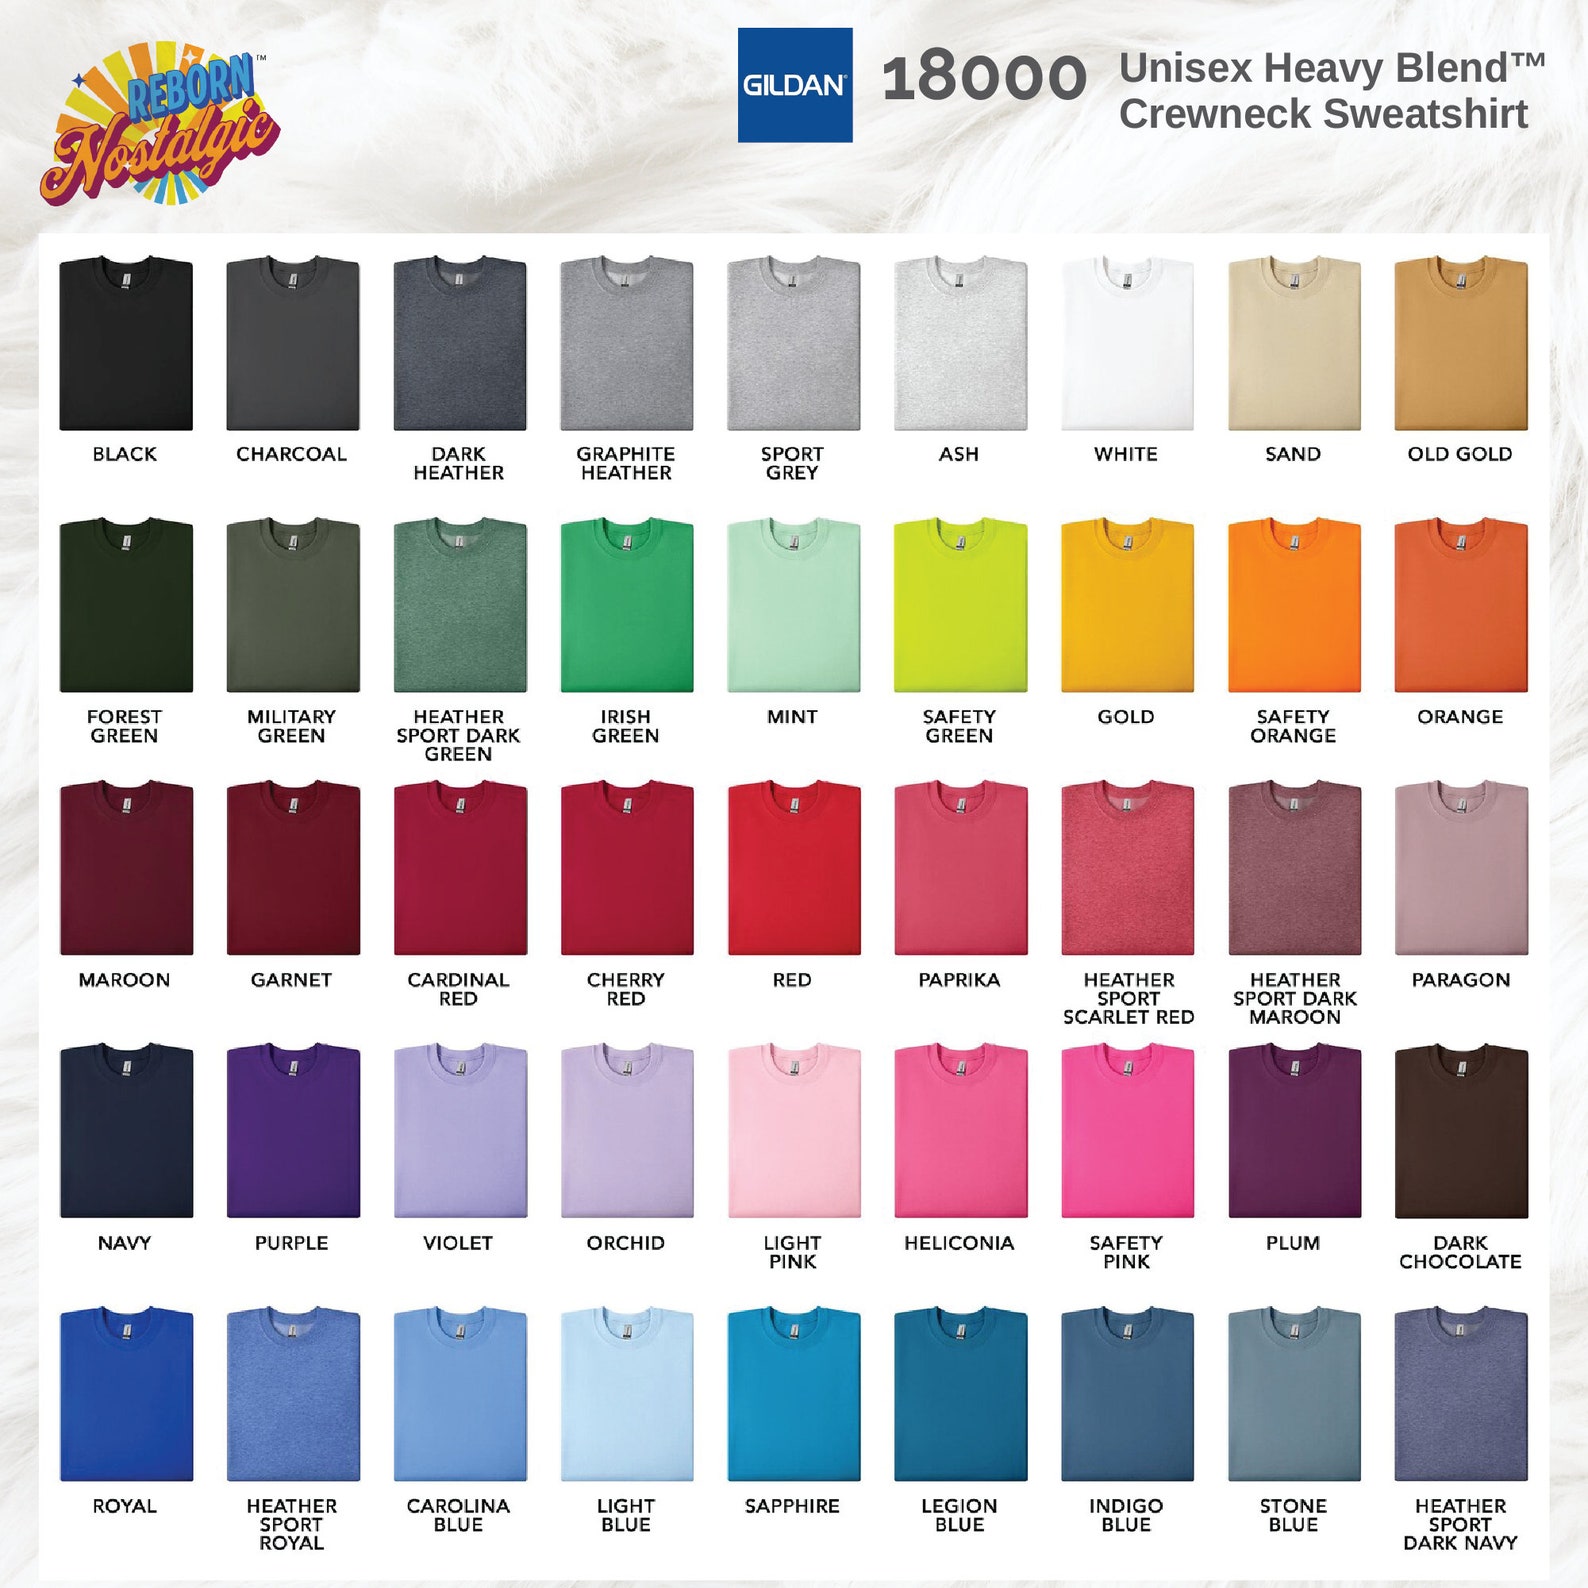 REBORN™
Nostalgic
GILDAN®
18000
Unisex Heavy Blend™
Crewneck Sweatshirt
BLACK
CHARCOAL
DARK
HEATHER
GRAPHITE
HEATHER
SPORT
GREY
ASH
WHITE
SAND
OLD GOLD
FOREST
GREEN
MILITARY
GREEN
HEATHER
SPORT DARK
GREEN
IRISH
GREEN
MINT
SAFETY
GREEN
GOLD
SAFETY
ORANGE
ORANGE
MAROON
GARNET
CARDINAL
RED
CHERRY
RED
RED
PAPRIKA
HEATHER
SPORT
SCARLET RED
HEATHER
SPORT DARK
MAROON
PARAGON
NAVY
PURPLE
VIOLET
ORCHID
LIGHT
PINK
HELICONIA
SAFETY
PINK
PLUM
DARK
CHOCOLATE
ROYAL
HEATHER
SPORT
ROYAL
CAROLINA
BLUE
LIGHT
BLUE
SAPPHIRE
LEGION
BLUE
INDIGO
BLUE
STONE
BLUE
HEATHER
SPORT
DARK NAVY